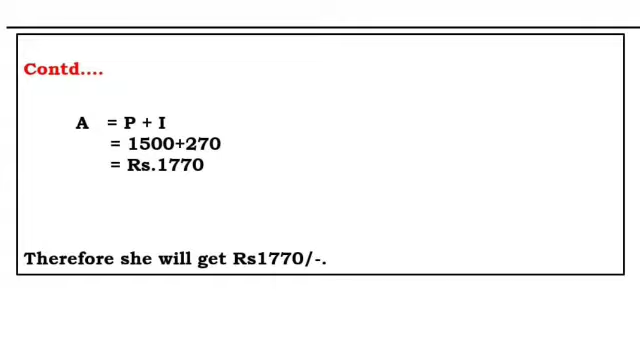 Contd....
A = P + I
= 1500+270
= Rs.1770
Therefore she will get Rs1770/-.